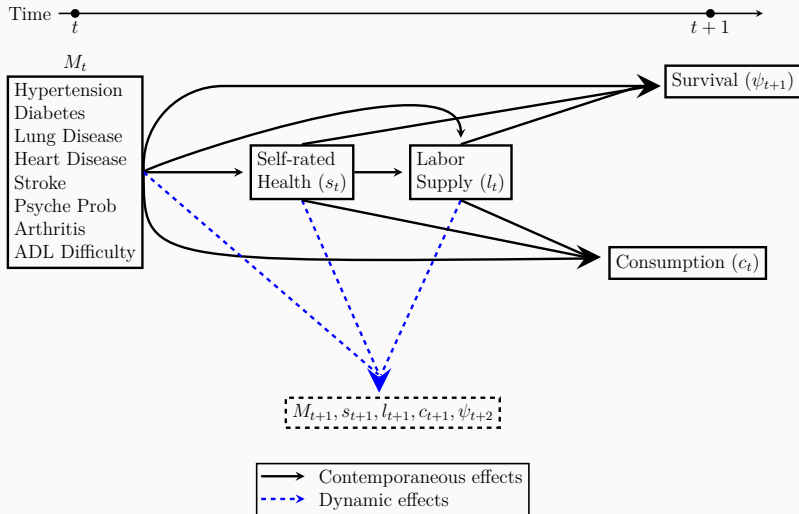 Time
t
t + 1
M_t
Hypertension
Diabetes
Lung Disease
Heart Disease
Stroke
Psyche Prob
Arthritis
ADL Difficulty
Self-rated
Health (s_t)
Labor
Supply (l_t)
Survival (ψ_{t+1})
Consumption (c_t)
M_{t+1}, s_{t+1}, l_{t+1}, c_{t+1}, ψ_{t+2}
Contemporaneous effects
Dynamic effects